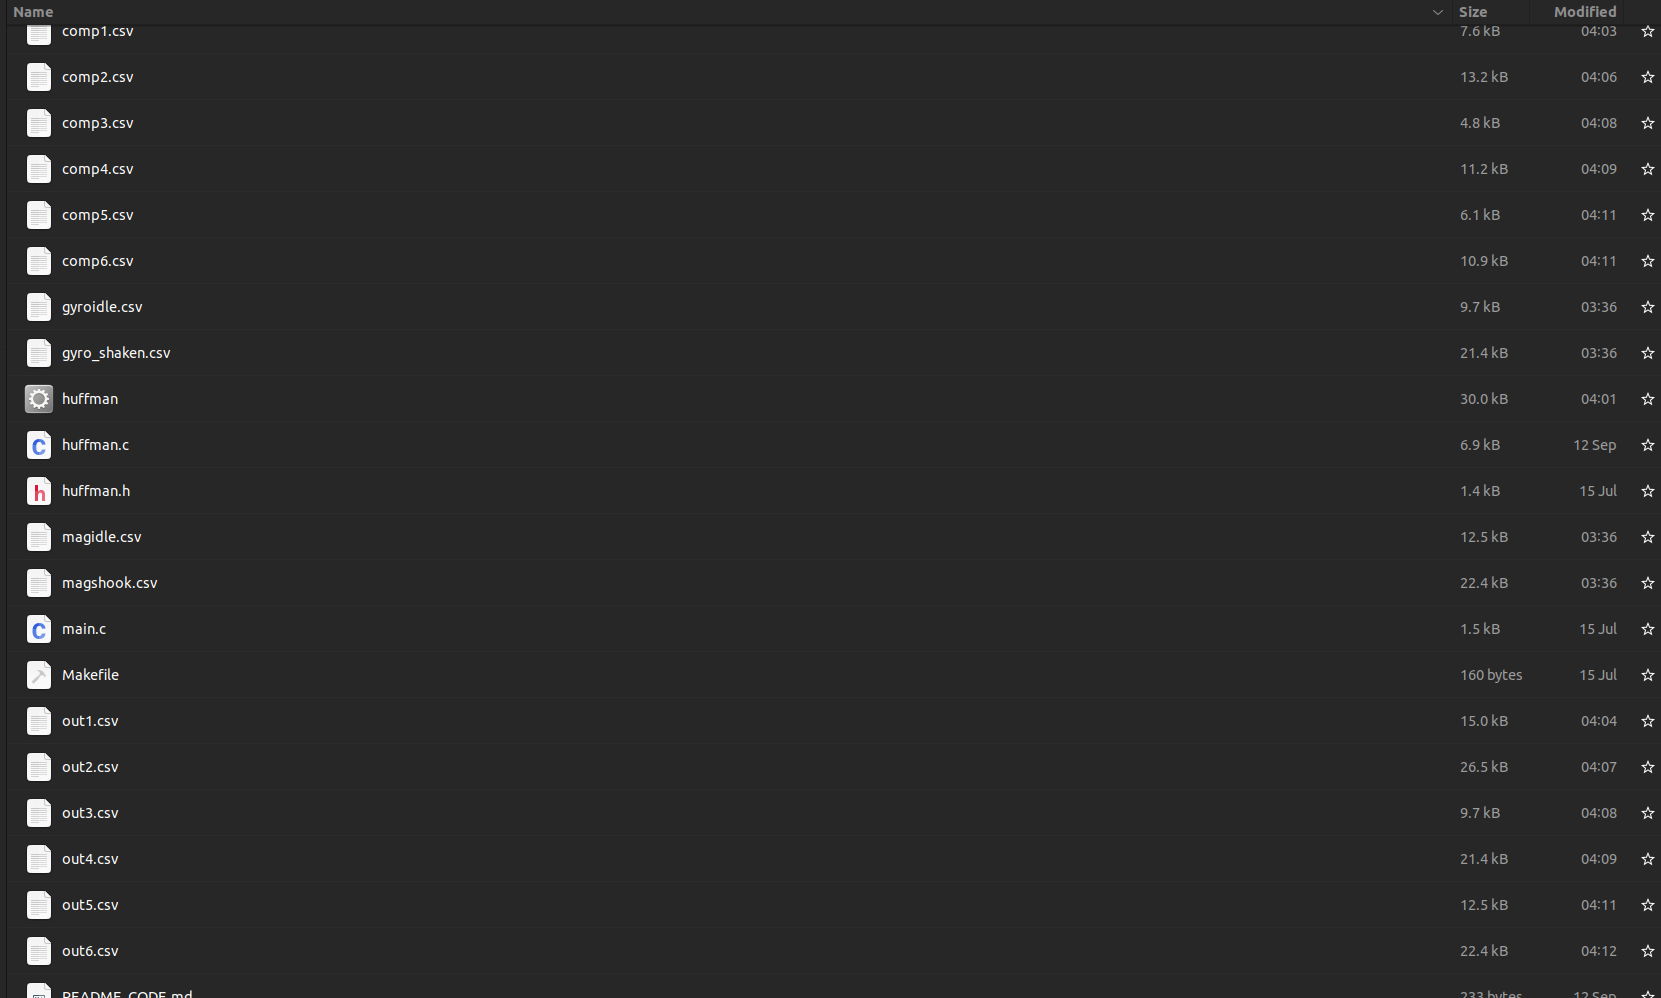 Name Size Modified
comp1.csv 7.6 kB 04:03
comp2.csv 13.2 kB 04:06
comp3.csv 4.8 kB 04:08
comp4.csv 11.2 kB 04:09
comp5.csv 6.1 kB 04:11
comp6.csv 10.9 kB 04:11
gyroidle.csv 9.7 kB 03:36
gyro_shaken.csv 21.4 kB 03:36
huffman 30.0 kB 04:01
C huffman.c 6.9 kB 12 Sep
h huffman.h 1.4 kB 15 Jul
magidle.csv 12.5 kB 03:36
magshook.csv 22.4 kB 03:36
C main.c 1.5 kB 15 Jul
Makefile 160 bytes 15 Jul
out1.csv 15.0 kB 04:04
out2.csv 26.5 kB 04:07
out3.csv 9.7 kB 04:08
out4.csv 21.4 kB 04:09
out5.csv 12.5 kB 04:11
out6.csv 22.4 kB 04:12
README_CODE.md 233 bytes 12 Sep